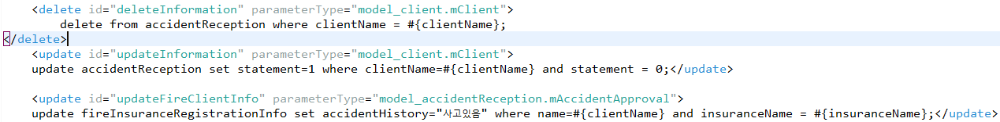 <delete id="deleteInformation" parameterType="model_client.mClient">
delete from accidentReception where clientName = #{clientName};
</delete>
<update id="updateInformation" parameterType="model_client.mClient">
update accidentReception set statement=1 where clientName=#{clientName} and statement = 0;</update>
<update id="updateFireClientInfo" parameterType="model_accidentReception.mAccidentApproval">
update fireInsuranceRegistrationInfo set accidentHistory="사고있음" where name=#{clientName} and insuranceName = #{insuranceName};</update>